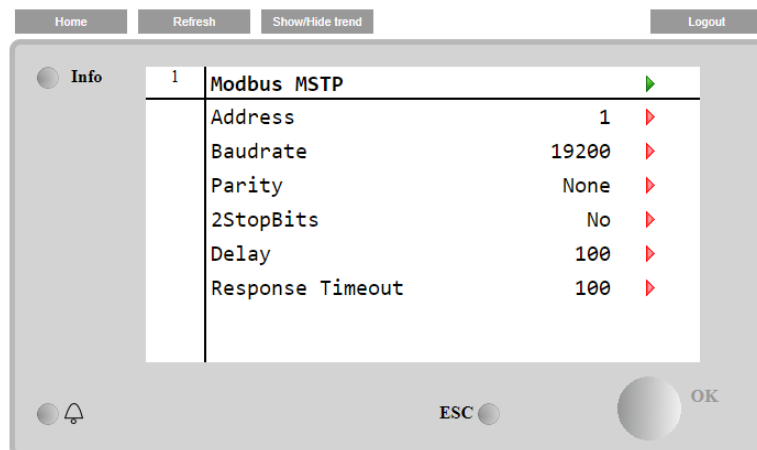 Home Refresh Show/Hide trend Logout
Info 1 Modbus MSTP
Address 1
Baudrate 19200
Parity None
2StopBits No
Delay 100
Response Timeout 100
ESC OK